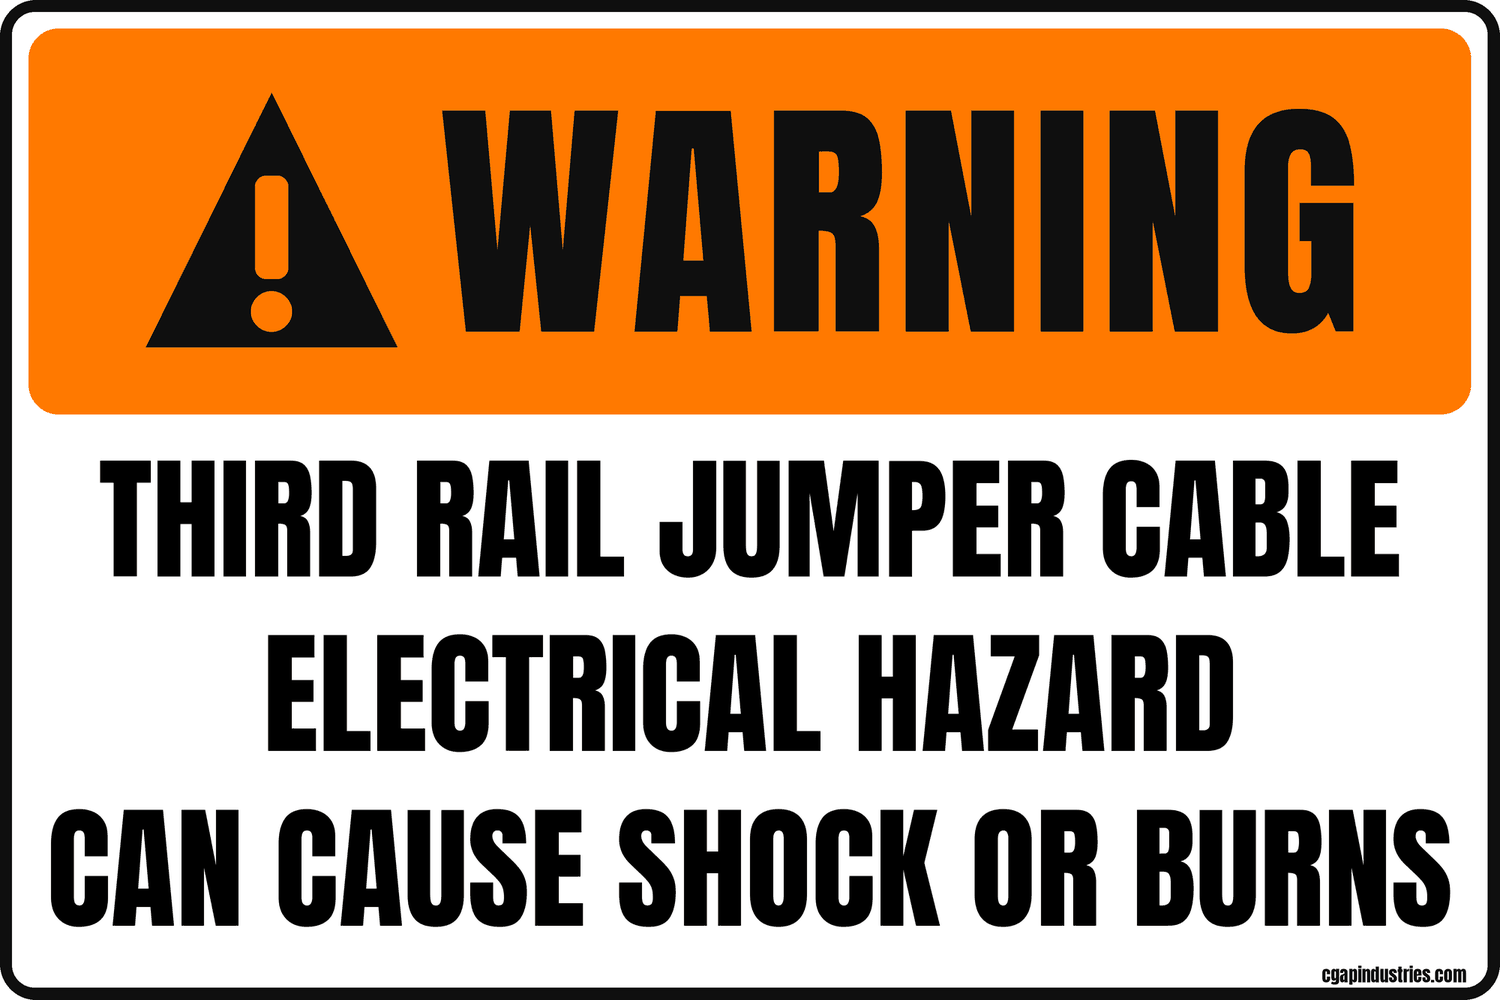 WARNING
THIRD RAIL JUMPER CABLE
ELECTRICAL HAZARD
CAN CAUSE SHOCK OR BURNS
cgapindustries.com